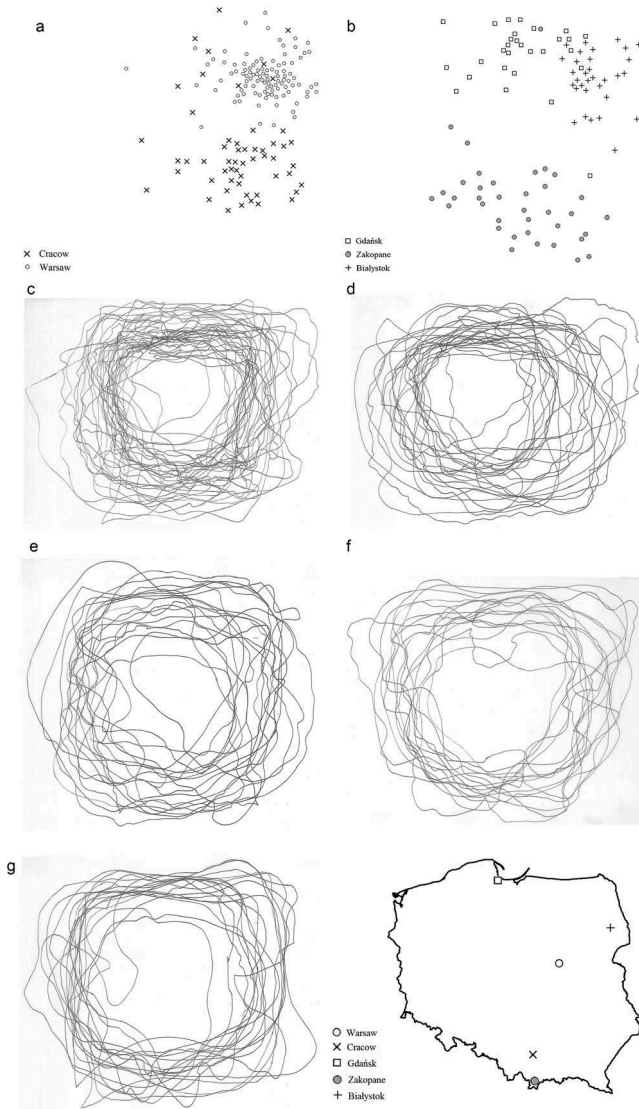 a
b
Cracow
Warsaw
Gdańsk
Zakopane
Białystok
c
d
e
f
g
Warsaw
Cracow
Gdańsk
Zakopane
Białystok